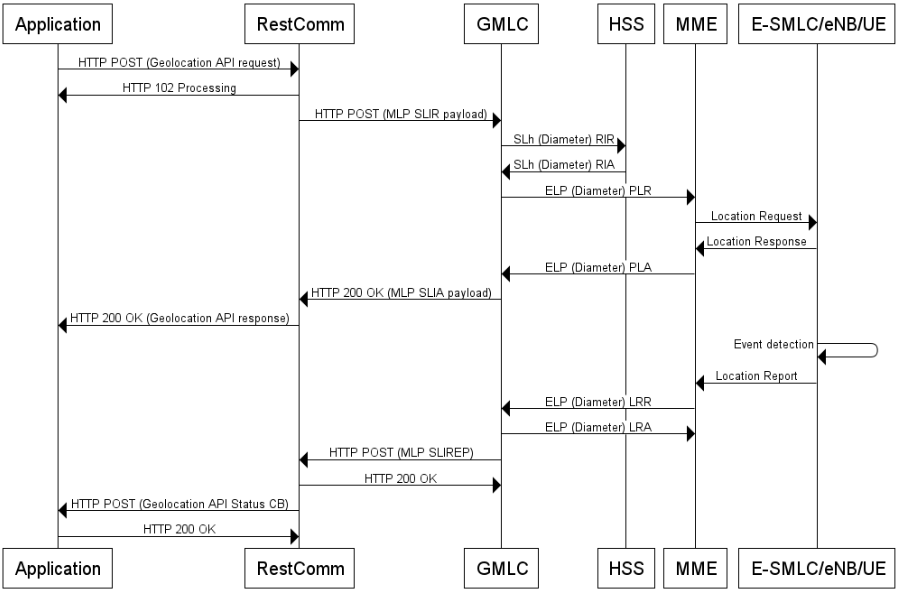 Application
RestComm
GMLC
HSS
MME
E-SMLC/eNB/UE
HTTP POST (Geolocation API request)
HTTP 102 Processing
HTTP POST (MLP SLIR payload)
SLh (Diameter) RIR
SLh (Diameter) RIA
ELP (Diameter) PLR
Location Request
Location Response
ELP (Diameter) PLA
HTTP 200 OK (MLP SLIA payload)
HTTP 200 OK (Geolocation API response)
Event detection
Location Report
ELP (Diameter) LRR
ELP (Diameter) LRA
HTTP POST (MLP SLIREP)
HTTP 200 OK
HTTP POST (Geolocation API Status CB)
HTTP 200 OK
Application
RestComm
GMLC
HSS
MME
E-SMLC/eNB/UE